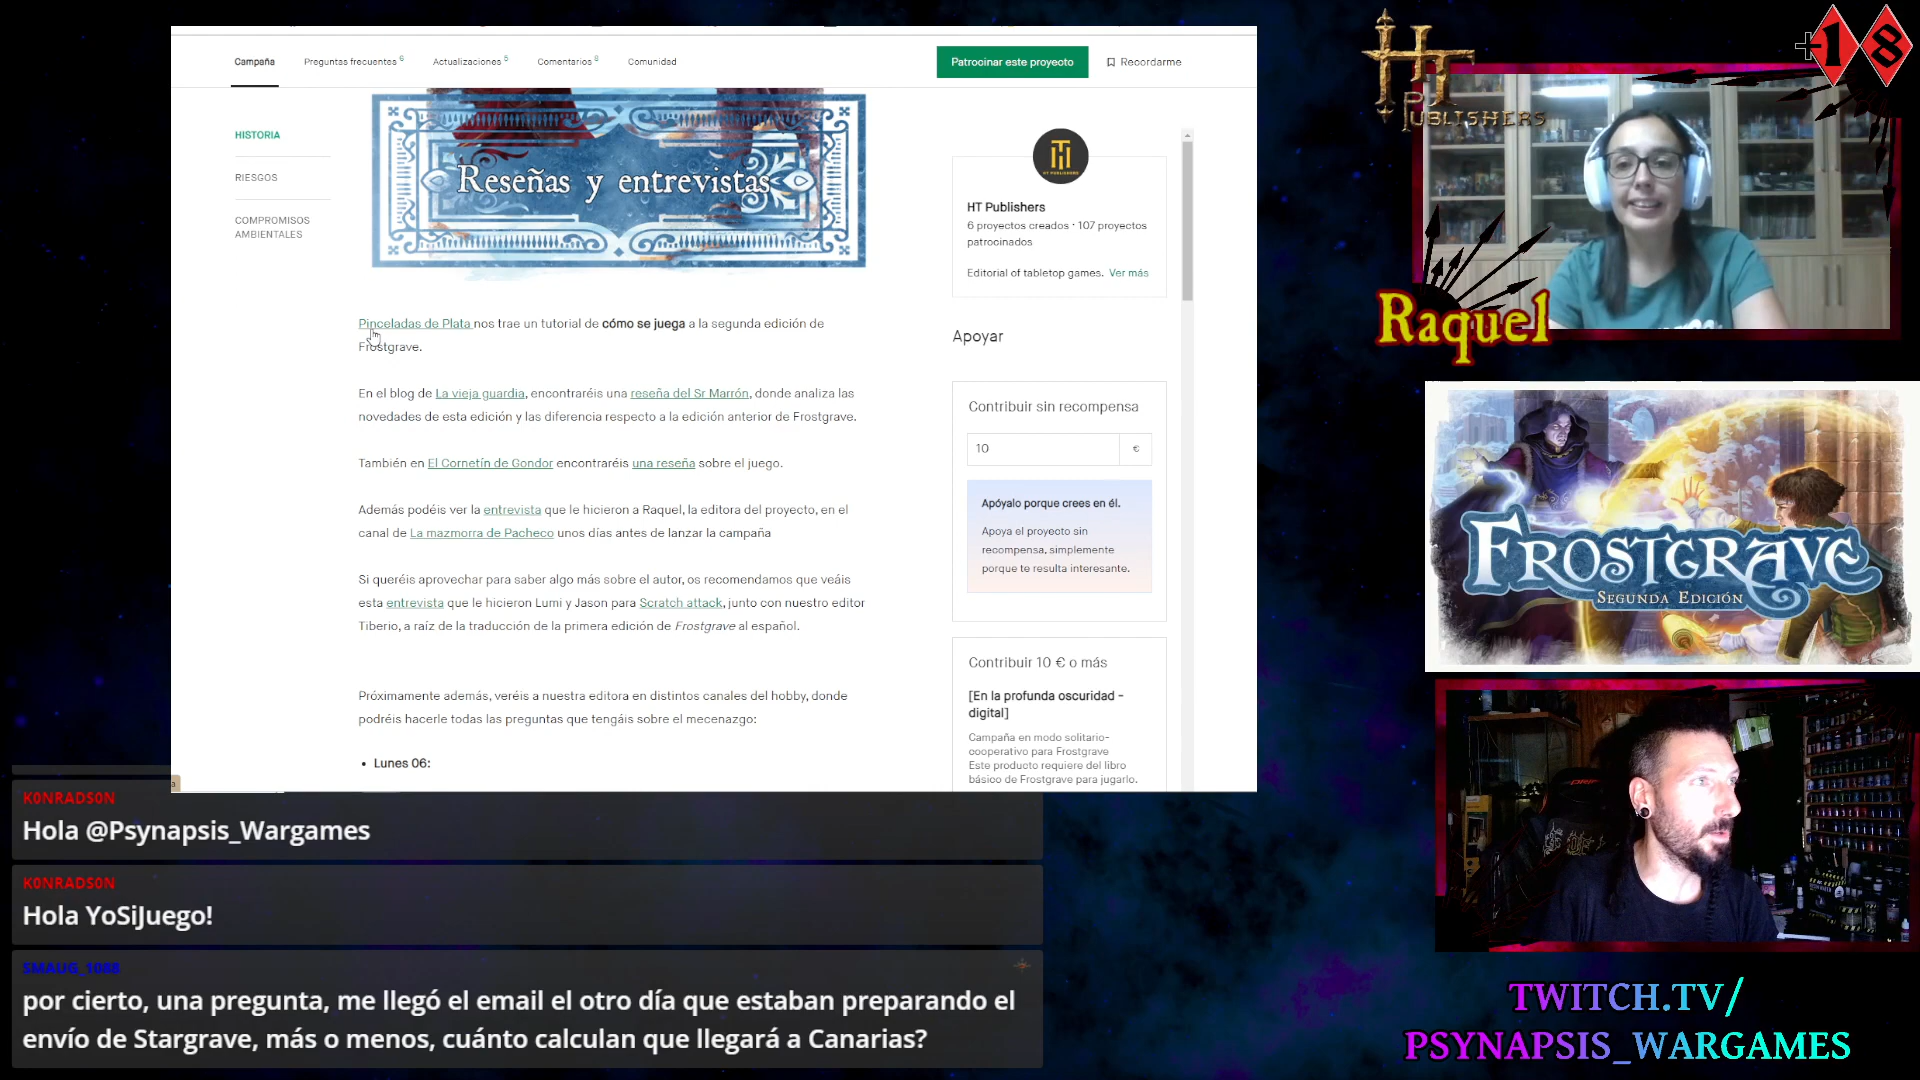 Campaña
Preguntas frecuentes 6
Actualizaciones 5
Comentarios 8
Comunidad
Patrocinar este proyecto
Recordarme
HISTORIA
RIESGOS
COMPROMISOS
AMBIENTALES
Reseñas y entrevistas
Pinceladas de Plata nos trae un tutorial de cómo se juega a la segunda edición de
Frostgrave.
En el blog de La vieja guardia, encontraréis una reseña del Sr Marrón, donde analiza las
novedades de esta edición y las diferencia respecto a la edición anterior de Frostgrave.
También en El Cornetín de Gondor encontraréis una reseña sobre el juego.
Además podéis ver la entrevista que le hicieron a Raquel, la editora del proyecto, en el
canal de La mazmorra de Pacheco unos días antes de lanzar la campaña
Si queréis aprovechar para saber algo más sobre el autor, os recomendamos que veáis
esta entrevista que le hicieron Lumi y Jason para Scratch attack, junto con nuestro editor
Tiberio, a raíz de la traducción de la primera edición de Frostgrave al español.
Próximamente además, veréis a nuestra editora en distintos canales del hobby, donde
podréis hacerle todas las preguntas que tengáis sobre el mecenazgo:
• Lunes 06:
HT PUBLISHERS
HT Publishers
6 proyectos creados · 107 proyectos
patrocinados
Editorial of tabletop games. Ver más
Apoyar
Contribuir sin recompensa
10 €
Apóyalo porque crees en él.
Apoya el proyecto sin
recompensa, simplemente
porque te resulta interesante.
Contribuir 10 € o más
[En la profunda oscuridad -
digital]
Campaña en modo solitario-
cooperativo para Frostgrave
Este producto requiere del libro
básico de Frostgrave para jugarlo.
HT
PUBLISHERS
+18
Raquel
FROSTGRAVE
SEGUNDA EDICIÓN
K0NRADS0N
Hola @Psynapsis_Wargames
K0NRADS0N
Hola YoSiJuego!
SMAUG_1088
por cierto, una pregunta, me llegó el email el otro día que estaban preparando el
envío de Stargrave, más o menos, cuánto calculan que llegará a Canarias?
TWITCH.TV/
PSYNAPSIS_WARGAMES